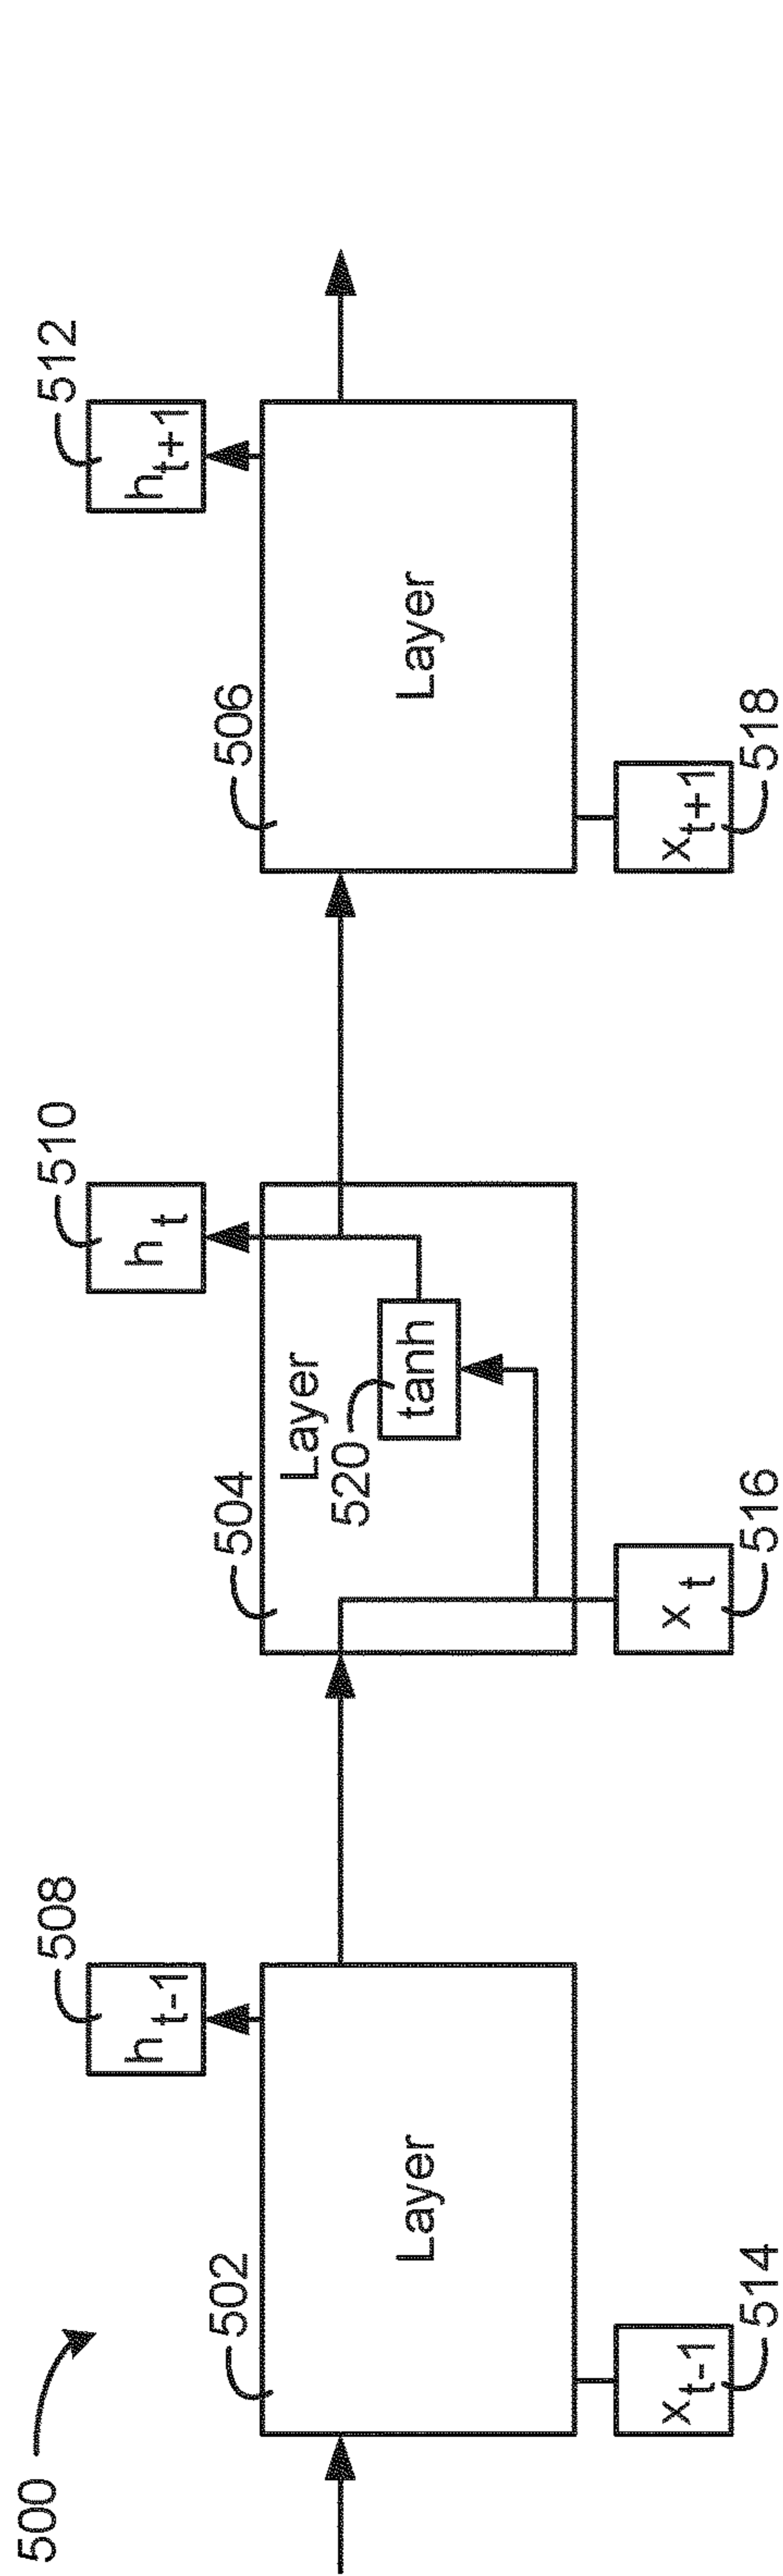 500
508
510
512
h t-1
h t
h t+1
502
504
506
Layer
Layer
Layer
520
tanh
x t-1
x t
x t+1
514
516
518